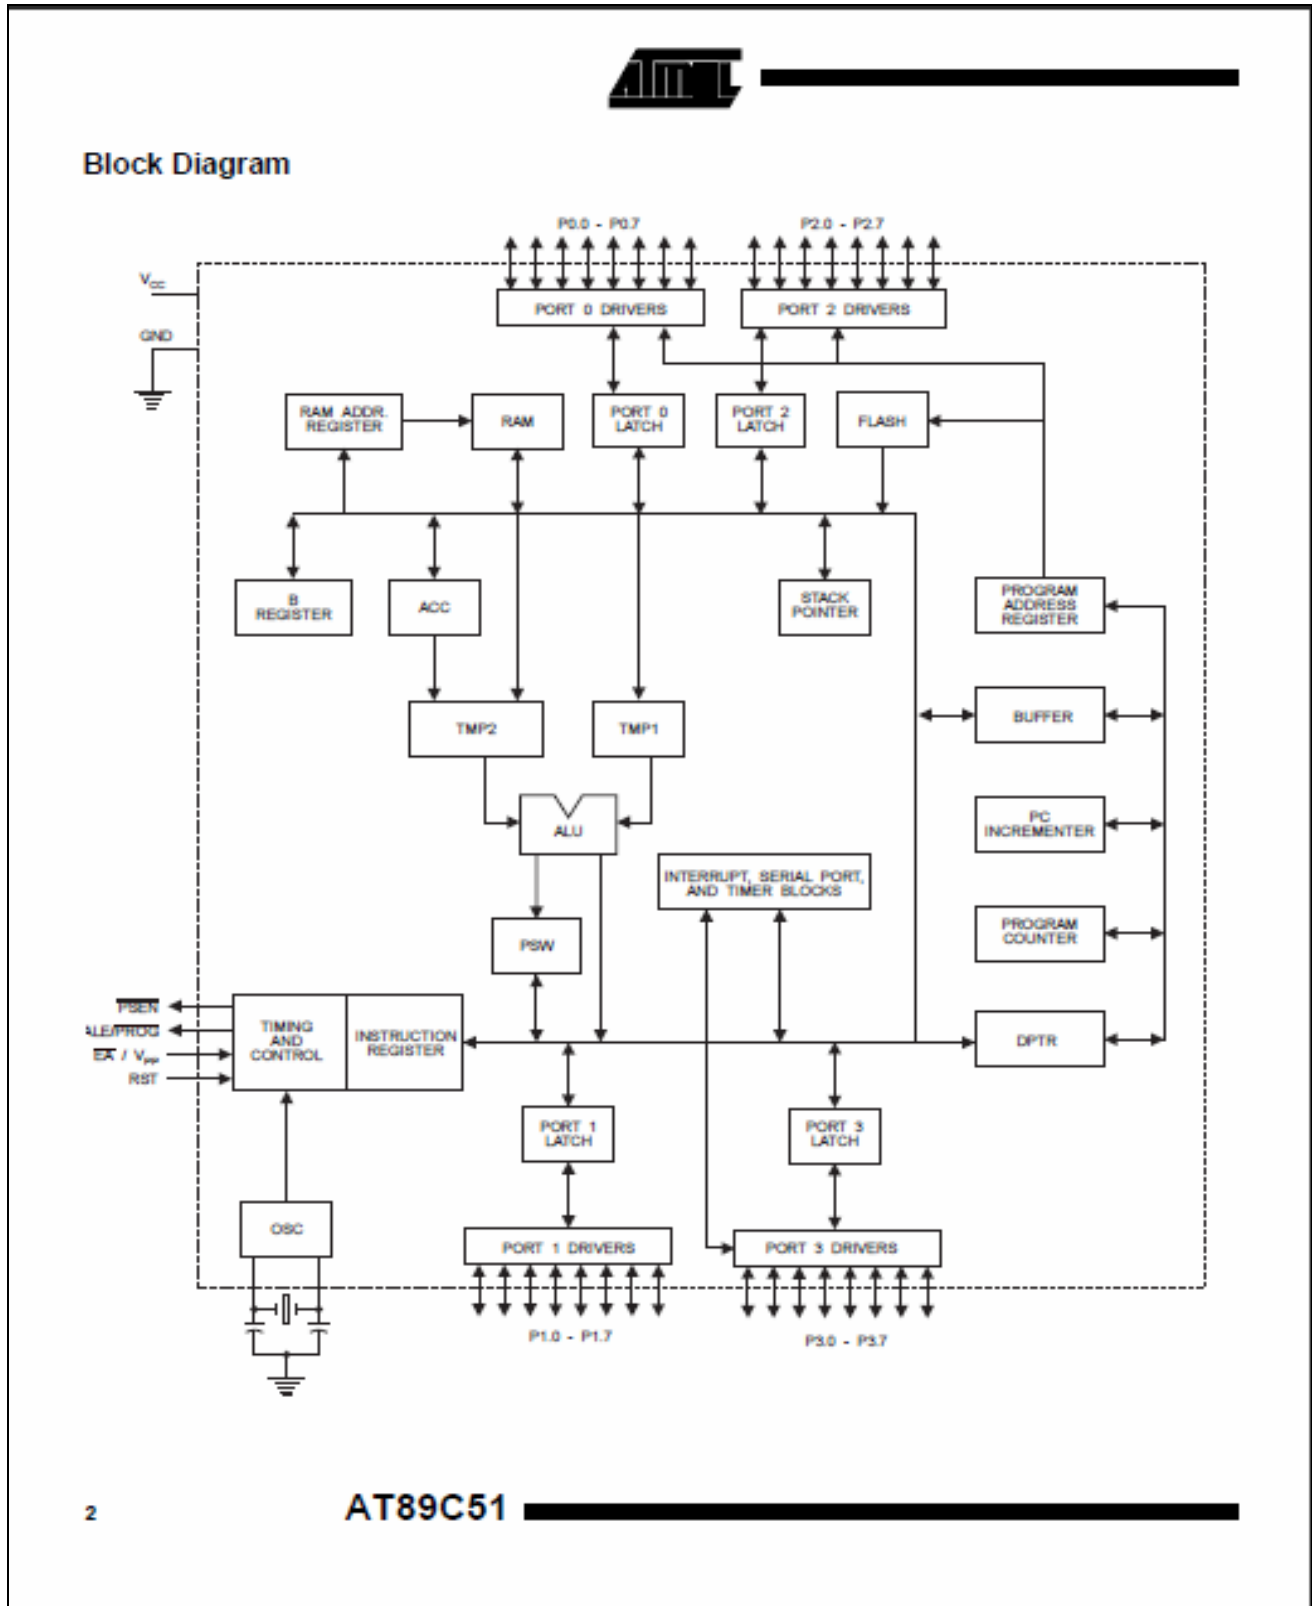 ATMEL
Block Diagram
P0.0 - P0.7
P2.0 - P2.7
VCC
GND
PORT 0 DRIVERS
PORT 2 DRIVERS
RAM ADDR.
REGISTER
RAM
PORT 0
LATCH
PORT 2
LATCH
FLASH
B
REGISTER
ACC
STACK
POINTER
PROGRAM
ADDRESS
REGISTER
TMP2
TMP1
BUFFER
ALU
PC
INCREMENTER
INTERRUPT, SERIAL PORT,
AND TIMER BLOCKS
PSW
PROGRAM
COUNTER
PSEN
ALE/PROG
EA / VPP
RST
TIMING
AND
CONTROL
INSTRUCTION
REGISTER
DPTR
PORT 1
LATCH
PORT 3
LATCH
OSC
PORT 1 DRIVERS
PORT 3 DRIVERS
P1.0 - P1.7
P3.0 - P3.7
2
AT89C51